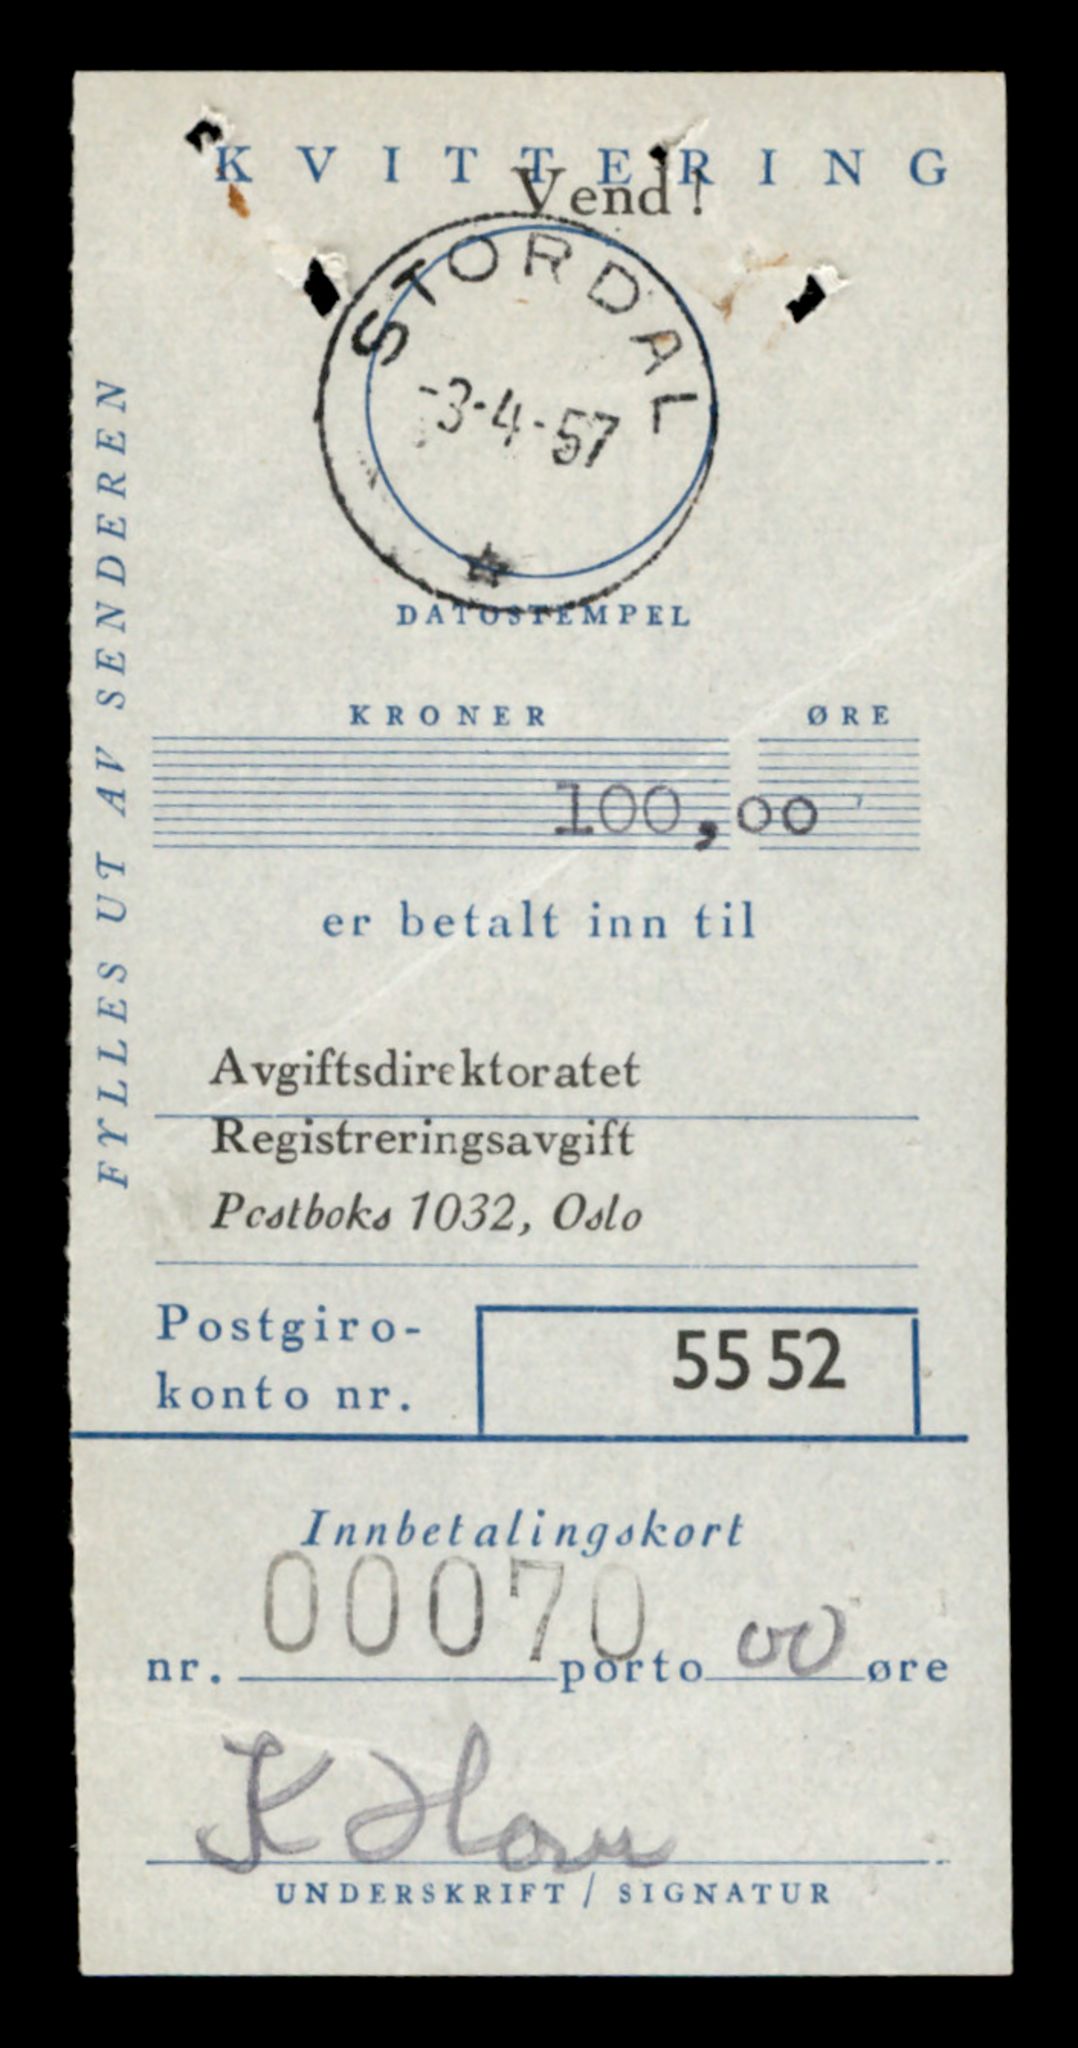 KVITTERING
Vend!
STORDAL
-3-4-57
DATOSTEMPEL
KRONER ØRE
100,00
er betalt inn til
Avgiftsdirektoratet
Registreringsavgift
Postboks 1032, Oslo
Postgiro-
konto nr. 5552
Innbetalingskort
nr. 00070 porto 00 øre
UNDERSKRIFT / SIGNATUR
FYLLES UT AV SENDEREN